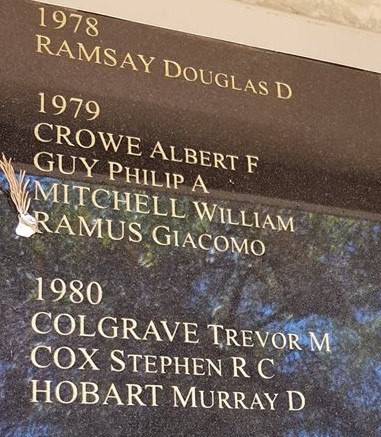 1978
RAMSAY DOUGLAS D
1979
CROWE ALBERT F
GUY PHILIP A
MITCHELL WILLIAM
RAMUS GIACOMO
1980
COLGRAVE TREVOR M
COX STEPHEN R C
HOBART MURRAY D